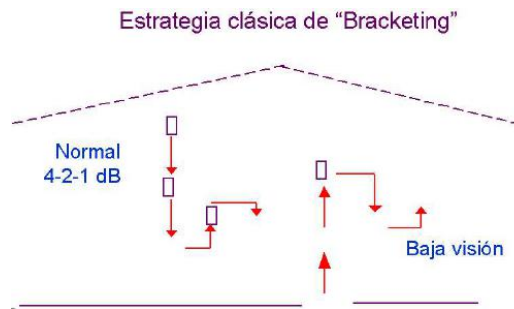 Estrategia clásica de “Bracketing”
Normal
4-2-1 dB
Baja visión